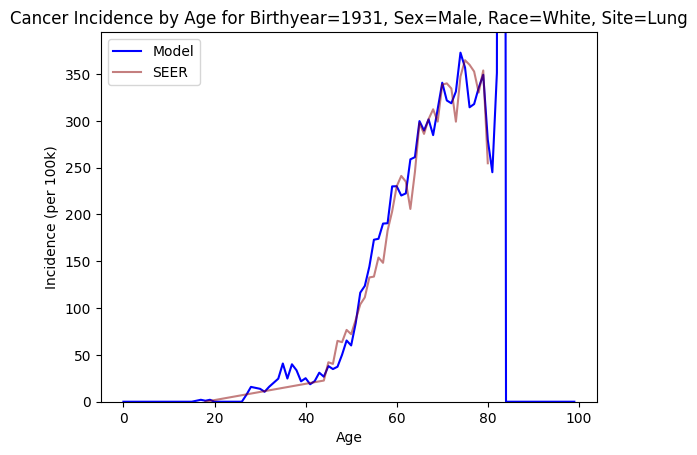 Cancer Incidence by Age for Birthyear=1931, Sex=Male, Race=White, Site=Lung
Model
SEER
350
300
250
200
150
100
50
0
Incidence (per 100k)
0 20 40 60 80 100
Age